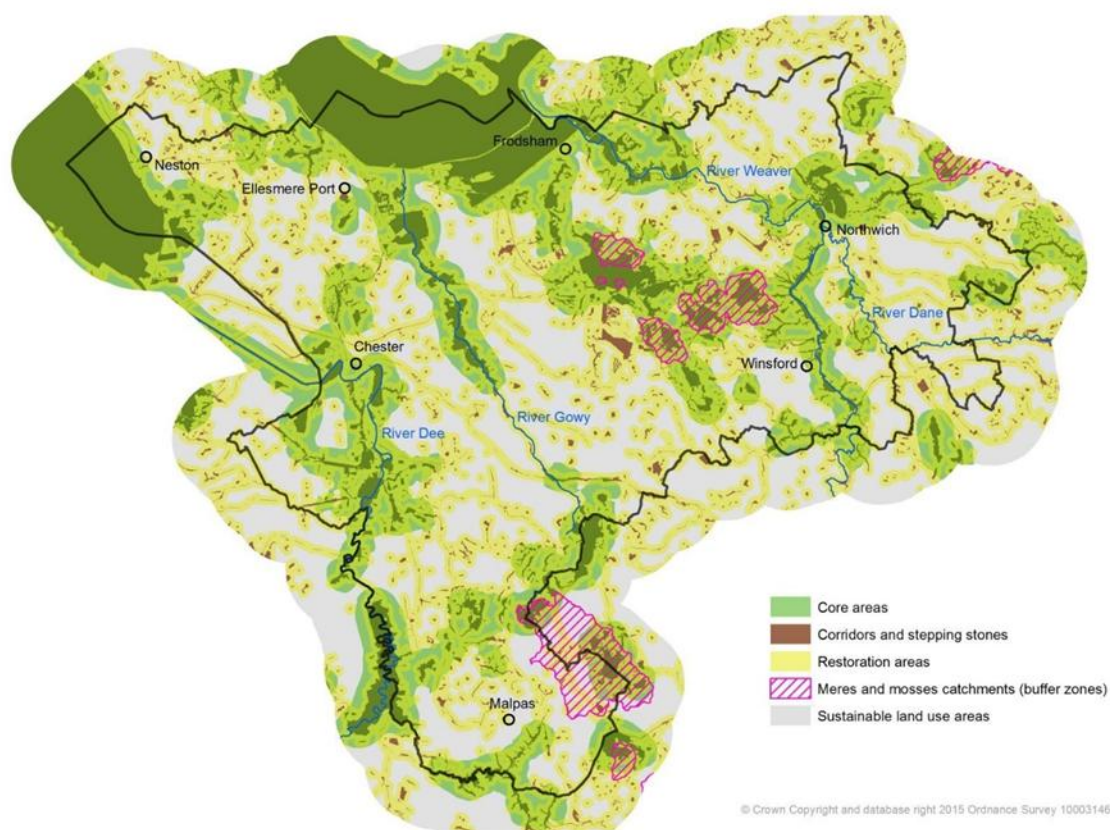 Neston
Ellesmere Port
Frodsham
River Weaver
Northwich
River Dane
Chester
Winsford
River Gowy
River Dee
Malpas
Core areas
Corridors and stepping stones
Restoration areas
Meres and mosses catchments (buffer zones)
Sustainable land use areas
© Crown Copyright and database right 2015 Ordnance Survey 10003146